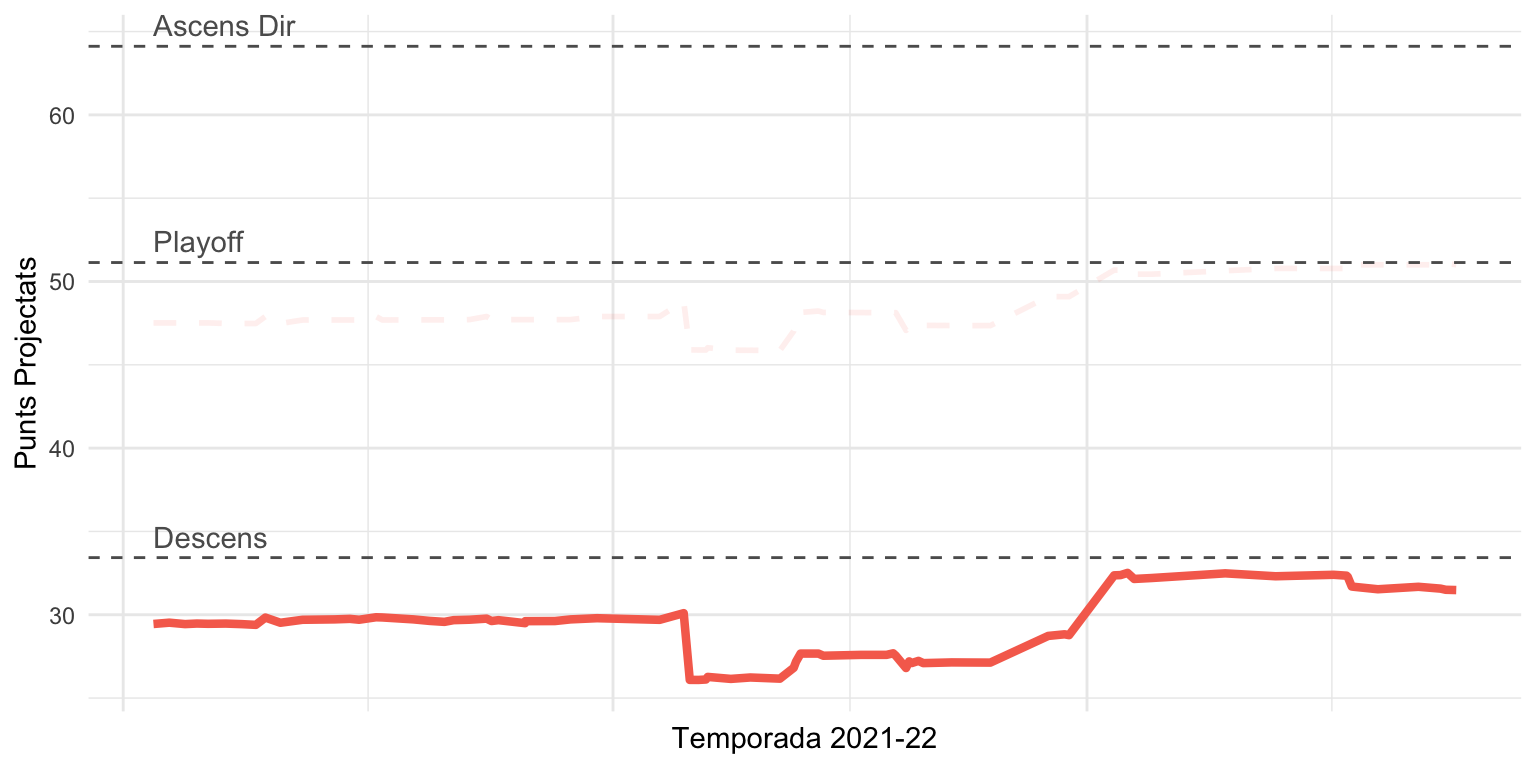 Ascens Dir
60
Playoff
50
Punts Projectats
40
Descens
30
Temporada 2021-22